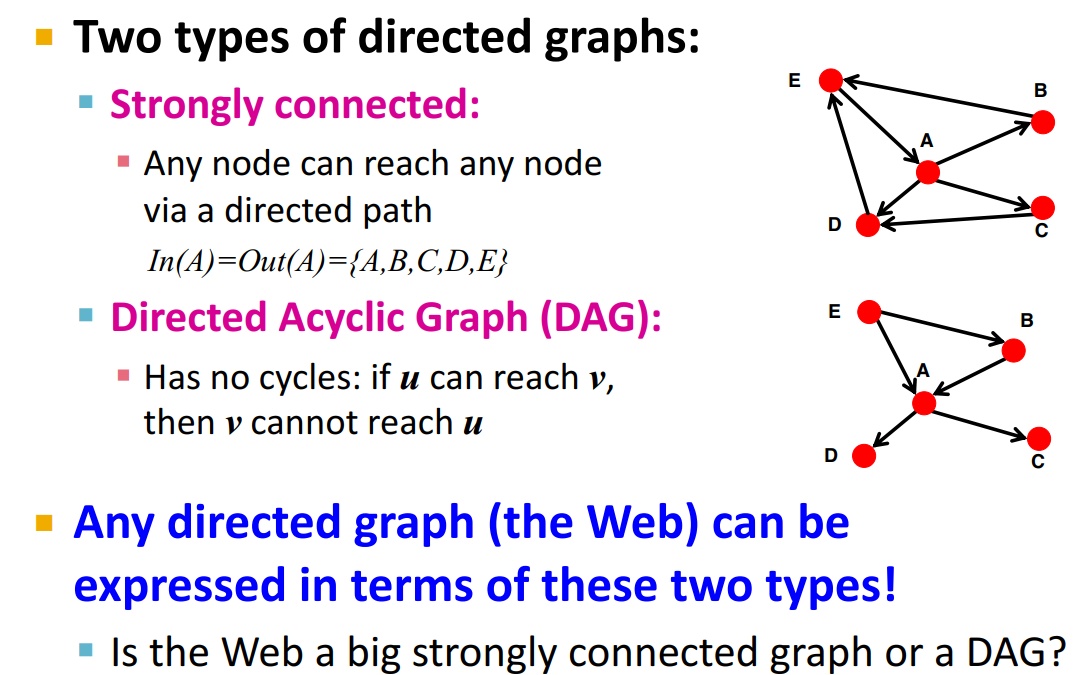 Two types of directed graphs:
Strongly connected:
Any node can reach any node
via a directed path
In(A)=Out(A)={A,B,C,D,E}
Directed Acyclic Graph (DAG):
Has no cycles: if u can reach v,
then v cannot reach u
Any directed graph (the Web) can be
expressed in terms of these two types!
Is the Web a big strongly connected graph or a DAG?
E
B
A
D
C
E
B
A
D
C